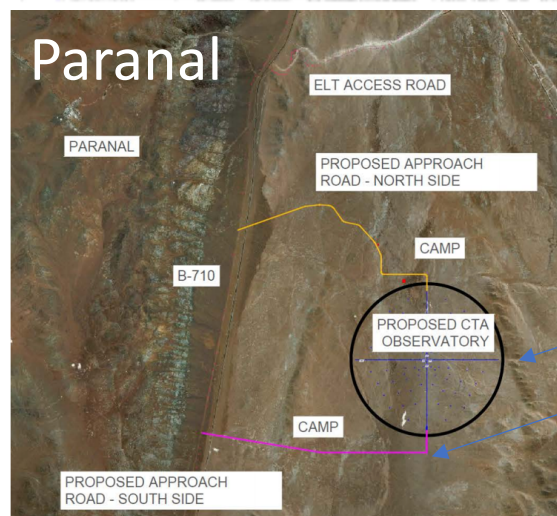 Paranal
ELT ACCESS ROAD
PARANAL
PROPOSED APPROACH
ROAD - NORTH SIDE
CAMP
B-710
PROPOSED CTA
OBSERVATORY
CAMP
PROPOSED APPROACH
ROAD - SOUTH SIDE